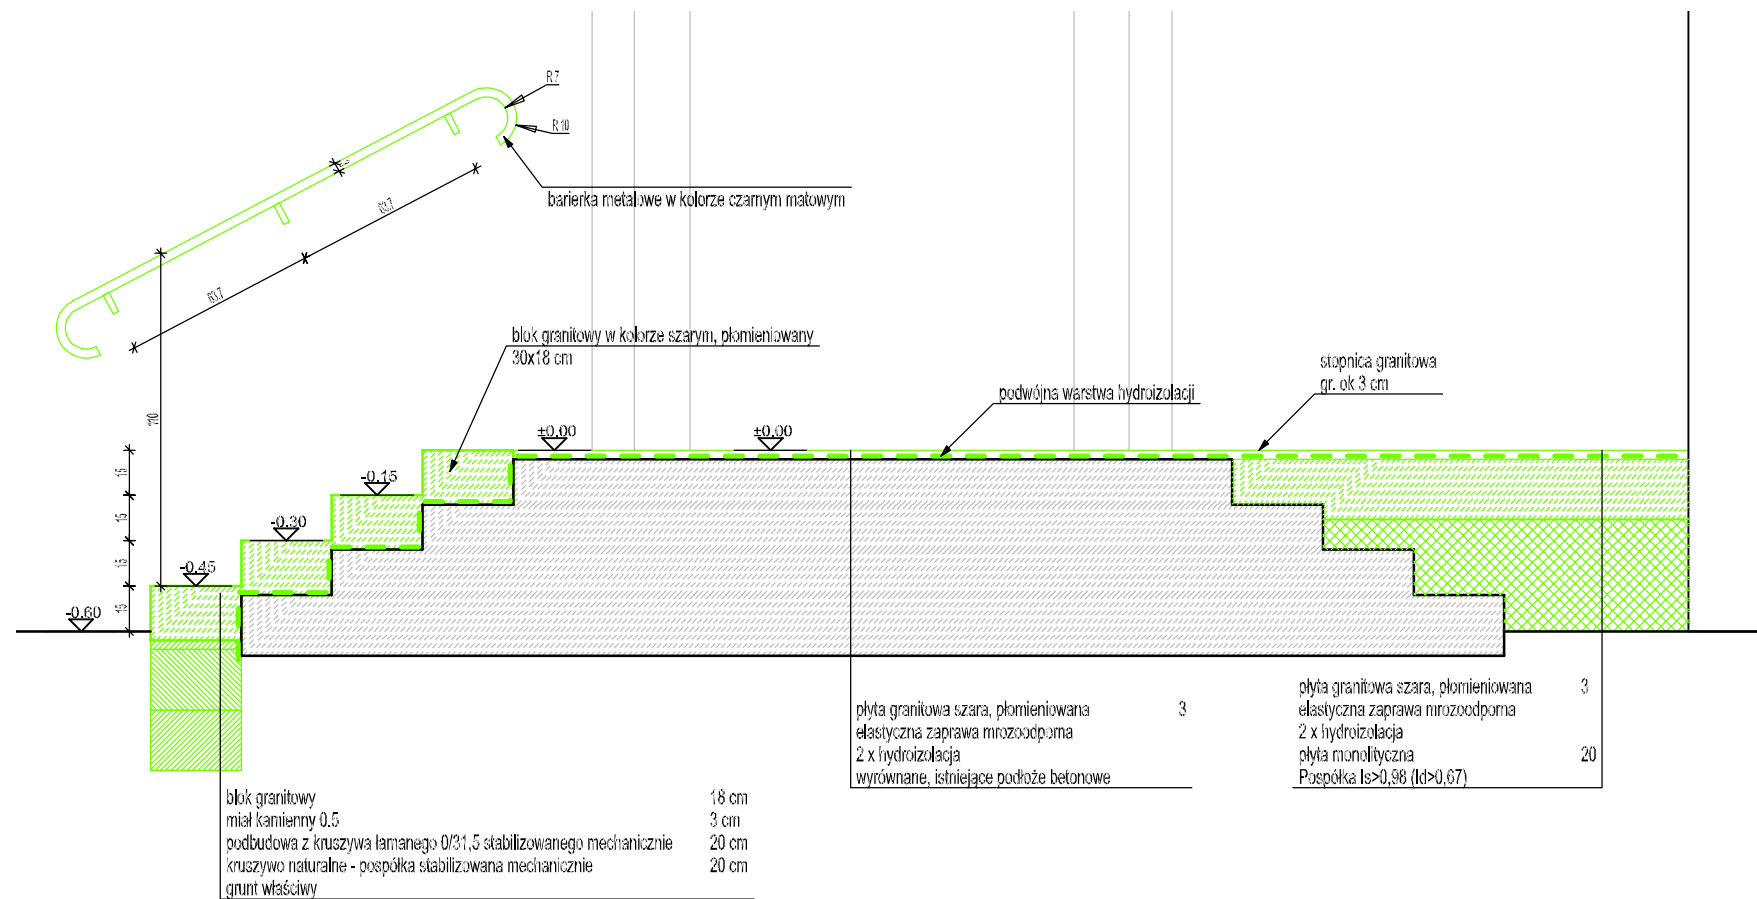 R7
R10
barierka metalowe w kolorze czarnym matowym
63,7
63,7
110
blok granitowy w kolorze szarym, płomieniowany
30x18 cm
stopnica granitowa
gr. ok 3 cm
podwójna warstwa hydroizolacji
±0,00
±0,00
-0,15
-0,30
-0,45
-0,60
15
15
15
15
płyta granitowa szara, płomieniowana 3
elastyczna zaprawa mrozoodporna
2 x hydroizolacja
wyrównane, istniejące podłoże betonowe
płyta granitowa szara, płomieniowana 3
elastyczna zaprawa mrozoodporna
2 x hydroizolacja
płyta monolityczna 20
Pospółka Is>0,98 (Id>0,67)
blok granitowy 18 cm
miał kamienny 0.5 3 cm
podbudowa z kruszywa łamanego 0/31,5 stabilizowanego mechanicznie 20 cm
kruszywo naturalne - pospółka stabilizowana mechanicznie 20 cm
grunt właściwy